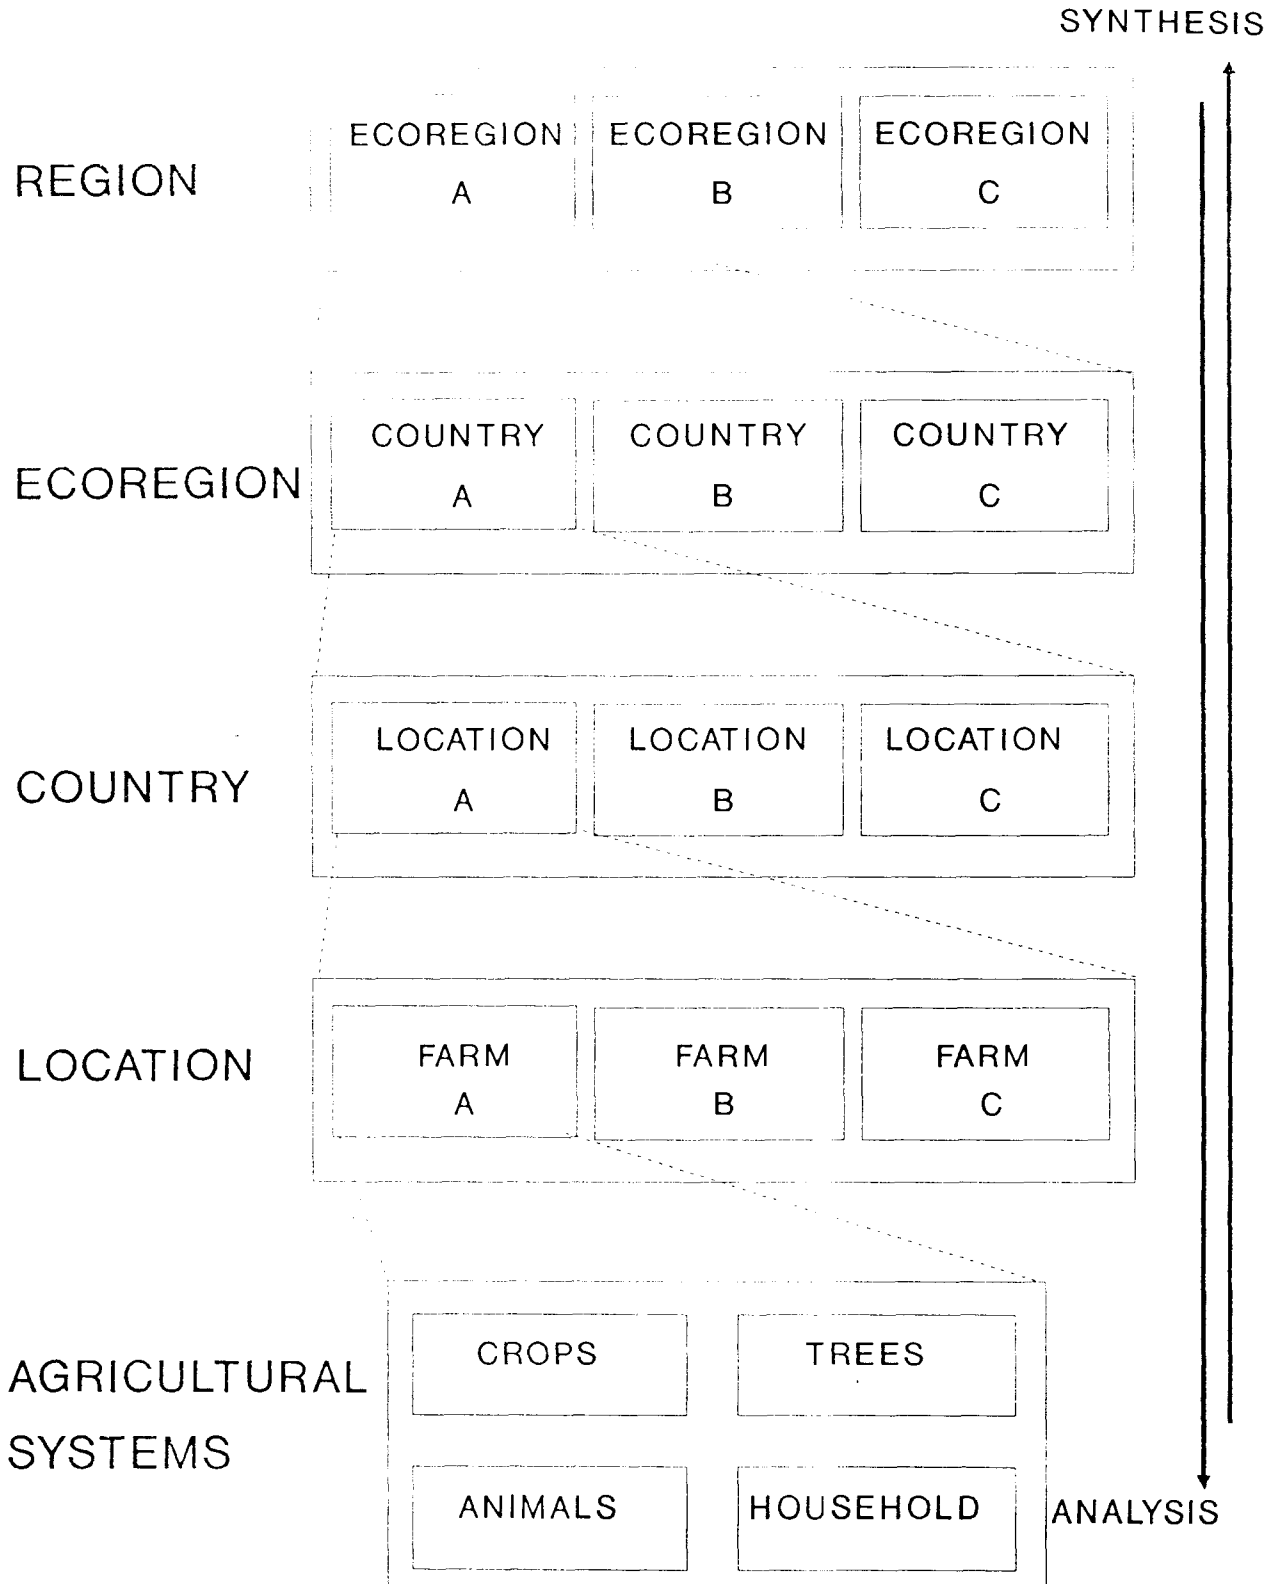 SYNTHESIS
REGION
ECOREGION
A
ECOREGION
B
ECOREGION
C
ECOREGION
COUNTRY
A
COUNTRY
B
COUNTRY
C
COUNTRY
LOCATION
A
LOCATION
B
LOCATION
C
LOCATION
FARM
A
FARM
B
FARM
C
AGRICULTURAL
SYSTEMS
CROPS
TREES
ANIMALS
HOUSEHOLD
ANALYSIS